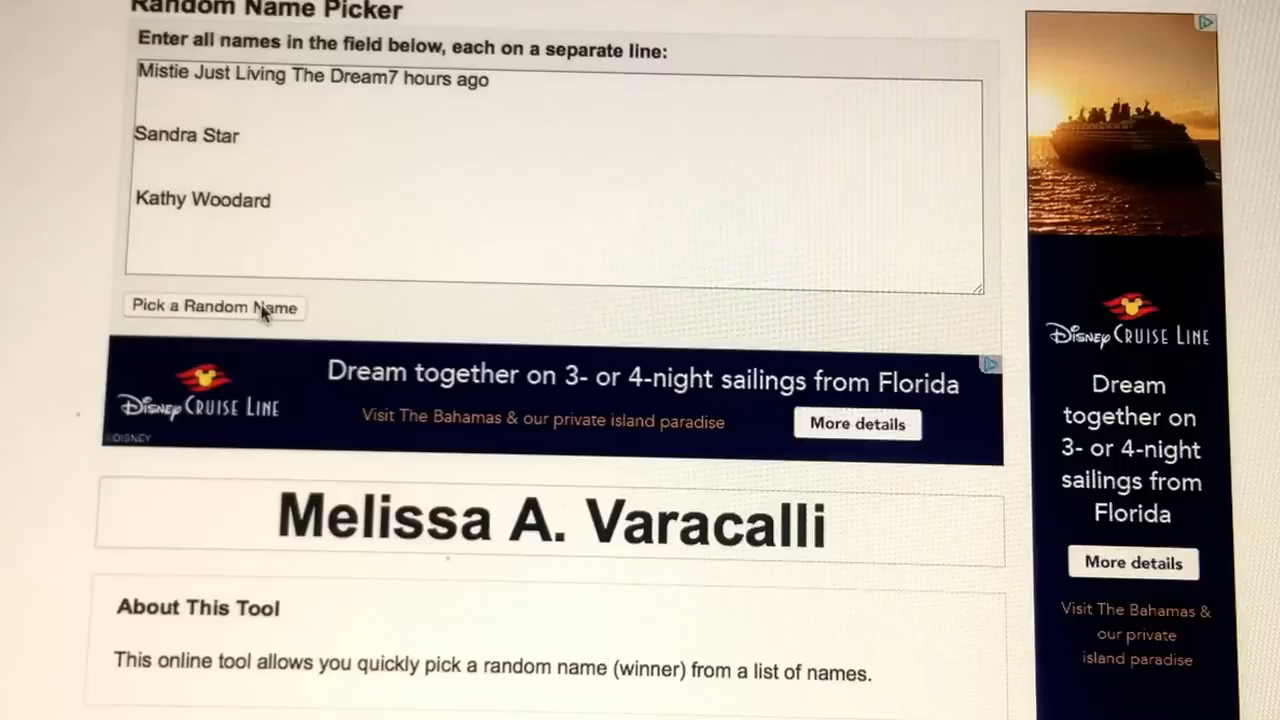 Random Name Picker
Enter all names in the field below, each on a separate line:
Mistie Just Living The Dream7 hours ago
Sandra Star
Kathy Woodard
Pick a Random Name
Disney Cruise Line
©DISNEY
Dream together on 3- or 4-night sailings from Florida
Visit The Bahamas & our private island paradise
More details
Melissa A. Varacalli
About This Tool
This online tool allows you quickly pick a random name (winner) from a list of names.
Disney Cruise Line
Dream
together on
3- or 4-night
sailings from
Florida
More details
Visit The Bahamas &
our private
island paradise